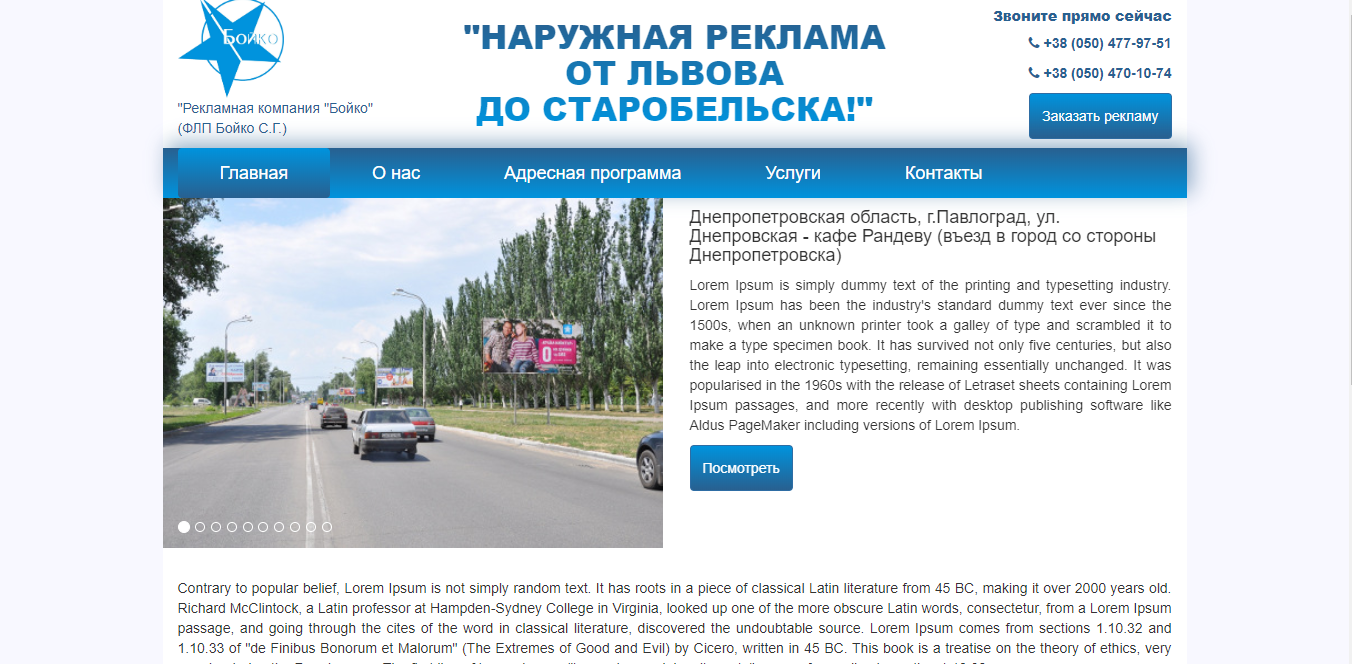 Бойко
"Рекламная компания "Бойко"
(ФЛП Бойко С.Г.)
"НАРУЖНАЯ РЕКЛАМА
ОТ ЛЬВОВА
ДО СТАРОБЕЛЬСКА!"
Звоните прямо сейчас
+38 (050) 477-97-51
+38 (050) 470-10-74
Заказать рекламу
Главная
О нас
Адресная программа
Услуги
Контакты
Днепропетровская область, г.Павлоград, ул.
Днепровская - кафе Рандеву (въезд в город со стороны
Днепропетровска)
Lorem Ipsum is simply dummy text of the printing and typesetting industry.
Lorem Ipsum has been the industry's standard dummy text ever since the
1500s, when an unknown printer took a galley of type and scrambled it to
make a type specimen book. It has survived not only five centuries, but also
the leap into electronic typesetting, remaining essentially unchanged. It was
popularised in the 1960s with the release of Letraset sheets containing Lorem
Ipsum passages, and more recently with desktop publishing software like
Aldus PageMaker including versions of Lorem Ipsum.
Посмотреть
Contrary to popular belief, Lorem Ipsum is not simply random text. It has roots in a piece of classical Latin literature from 45 BC, making it over 2000 years old.
Richard McClintock, a Latin professor at Hampden-Sydney College in Virginia, looked up one of the more obscure Latin words, consectetur, from a Lorem Ipsum
passage, and going through the cites of the word in classical literature, discovered the undoubtable source. Lorem Ipsum comes from sections 1.10.32 and
1.10.33 of "de Finibus Bonorum et Malorum" (The Extremes of Good and Evil) by Cicero, written in 45 BC. This book is a treatise on the theory of ethics, very